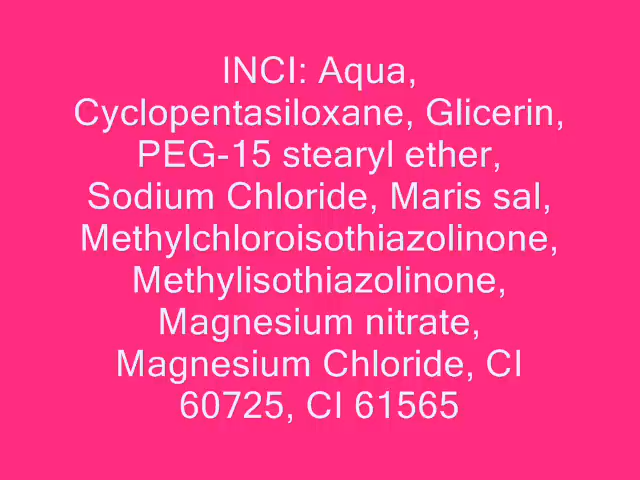 INCI: Aqua,
Cyclopentasiloxane, Glicerin,
PEG-15 stearyl ether,
Sodium Chloride, Maris sal,
Methylchloroisothiazolinone,
Methylisothiazolinone,
Magnesium nitrate,
Magnesium Chloride, CI
60725, CI 61565